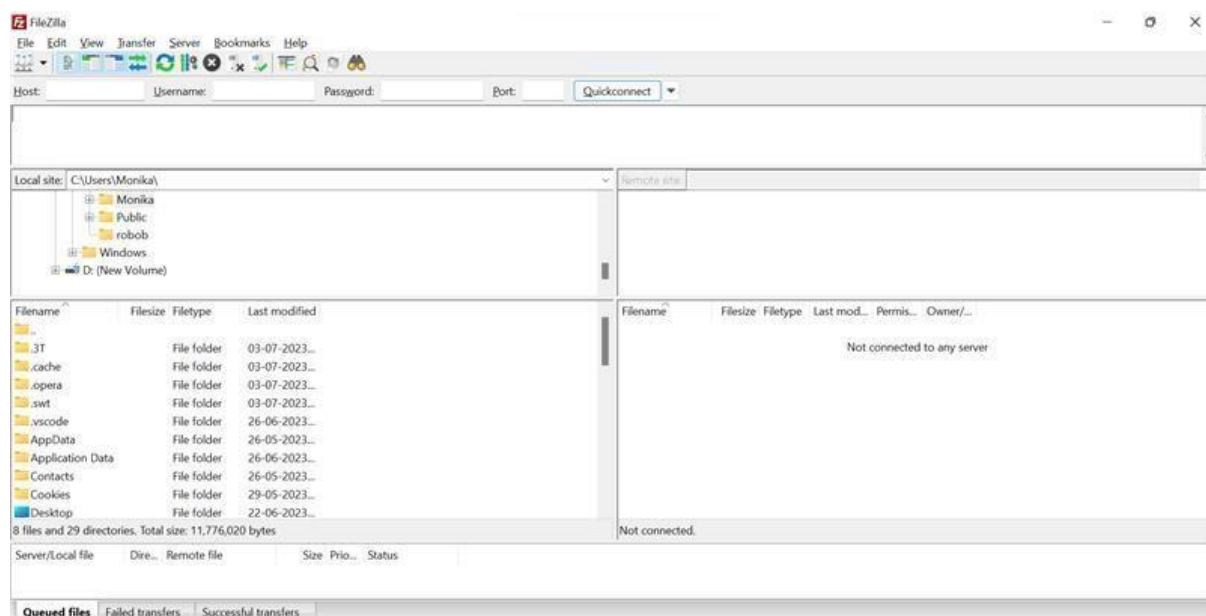 FileZilla
File Edit View Transfer Server Bookmarks Help
Host: Username: Password: Port: Quickconnect
Local site: C:\Users\Monika\
Remote site:
Monika
Public
robob
Windows
D: (New Volume)
Filename Filesize Filetype Last modified
..
.3T File folder 03-07-2023...
.cache File folder 03-07-2023...
.opera File folder 03-07-2023...
.swt File folder 03-07-2023...
.vscode File folder 26-06-2023...
AppData File folder 26-05-2023...
Application Data File folder 26-06-2023...
Contacts File folder 26-05-2023...
Cookies File folder 29-05-2023...
Desktop File folder 22-06-2023...
8 files and 29 directories. Total size: 11,776,020 bytes
Filename Filesize Filetype Last mod... Permis... Owner/...
Not connected to any server
Not connected.
Server/Local file Dire... Remote file Size Prio... Status
Queued files Failed transfers Successful transfers